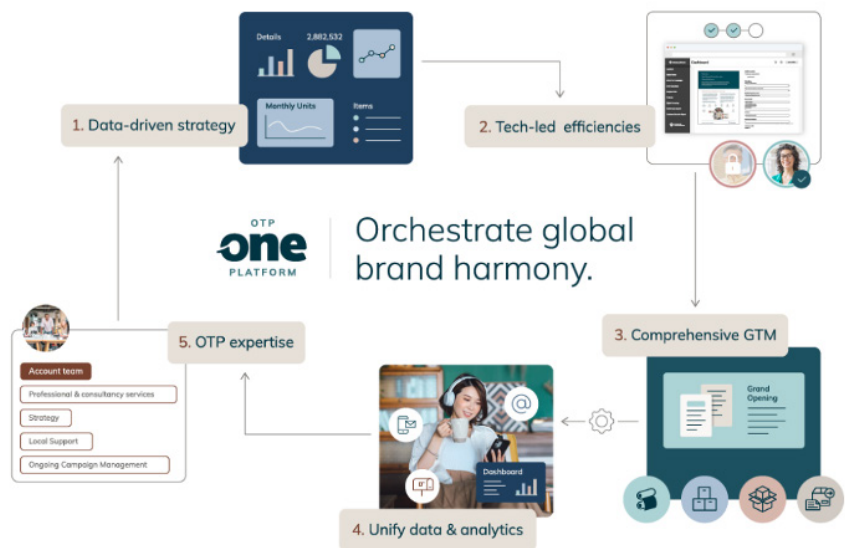 Details
2,882,532
Monthly Units
Items
1. Data-driven strategy
2. Tech-led efficiencies
Dashboard
OTP
one
PLATFORM
Orchestrate global
brand harmony.
3. Comprehensive GTM
Grand
Opening
5. OTP expertise
Account team
Professional & consultancy services
Strategy
Local Support
Ongoing Campaign Management
Dashboard
4. Unify data & analytics